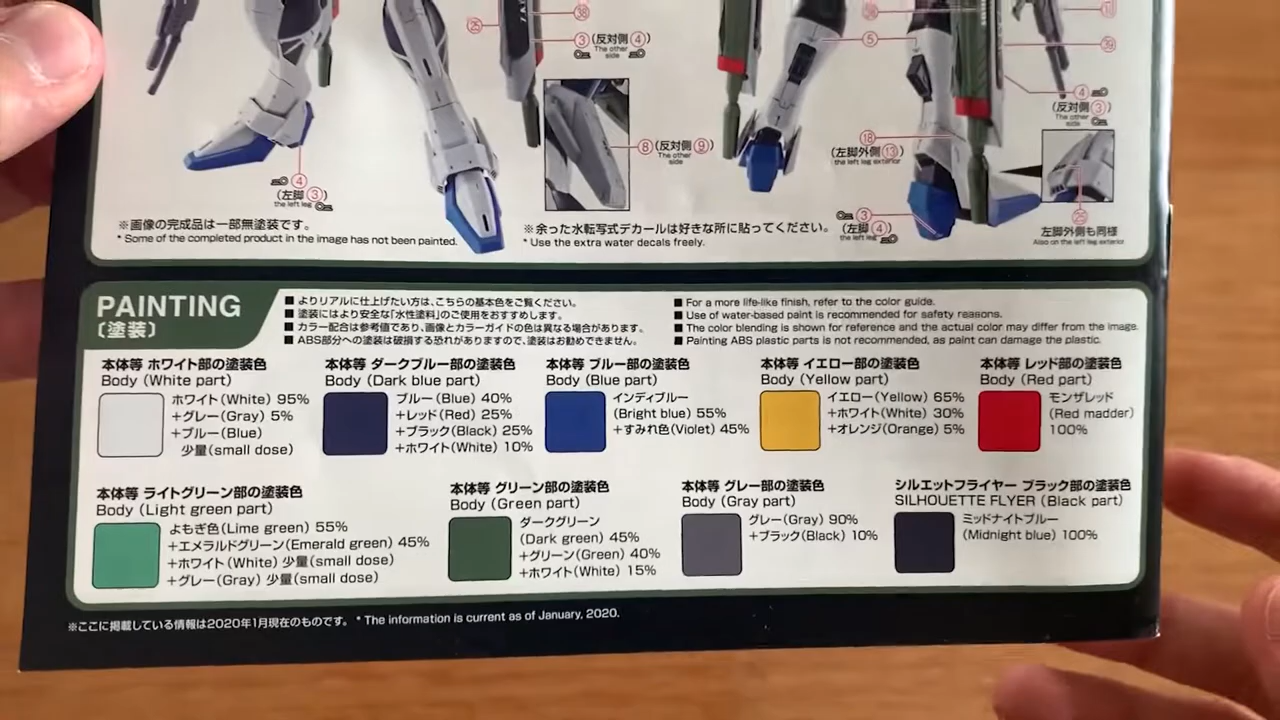 ㉕
㊳
③(反対側④)
The other side
⑤
㊴
④
(反対側③)
The other side
⑧(反対側⑨)
The other side
⑱
(左脚外側⑬)
the left leg exterior
④
(左脚③)
the left leg
③
(左脚④)
the left leg
左脚外側も同様
Also on the left leg exterior
※画像の完成品は一部無塗装です。
* Some of the completed product in the image has not been painted.
※余った水転写式デカールは好きな所に貼ってください。
* Use the extra water decals freely.
PAINTING
〔塗装〕
■ よりリアルに仕上げたい方は、こちらの基本色をご覧ください。
■ 塗装にはより安全な「水性塗料」のご使用をおすすめします。
■ カラー配合は参考値であり、画像とカラーガイドの色は異なる場合があります。
■ ABS部分への塗装は破損する恐れがありますので、塗装はお勧めできません。
■ For a more life-like finish, refer to the color guide.
■ Use of water-based paint is recommended for safety reasons.
■ The color blending is shown for reference and the actual color may differ from the image.
■ Painting ABS plastic parts is not recommended, as paint can damage the plastic.
本体等 ホワイト部の塗装色
Body (White part)
ホワイト(White) 95%
+グレー(Gray) 5%
+ブルー(Blue)
少量(small dose)
本体等 ダークブルー部の塗装色
Body (Dark blue part)
ブルー(Blue) 40%
+レッド(Red) 25%
+ブラック(Black) 25%
+ホワイト(White) 10%
本体等 ブルー部の塗装色
Body (Blue part)
インディブルー
(Bright blue) 55%
+すみれ色(Violet) 45%
本体等 イエロー部の塗装色
Body (Yellow part)
イエロー(Yellow) 65%
+ホワイト(White) 30%
+オレンジ(Orange) 5%
本体等 レッド部の塗装色
Body (Red part)
モンザレッド
(Red madder)
100%
本体等 ライトグリーン部の塗装色
Body (Light green part)
よもぎ色(Lime green) 55%
+エメラルドグリーン(Emerald green) 45%
+ホワイト(White) 少量(small dose)
+グレー(Gray) 少量(small dose)
本体等 グリーン部の塗装色
Body (Green part)
ダークグリーン
(Dark green) 45%
+グリーン(Green) 40%
+ホワイト(White) 15%
本体等 グレー部の塗装色
Body (Gray part)
グレー(Gray) 90%
+ブラック(Black) 10%
シルエットフライヤー ブラック部の塗装色
SILHOUETTE FLYER (Black part)
ミッドナイトブルー
(Midnight blue) 100%
※ここに掲載している情報は2020年1月現在のものです。 * The information is current as of January, 2020.